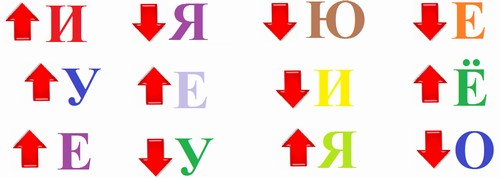 И Я Ю Е
У Е И Ё
Е У Я О